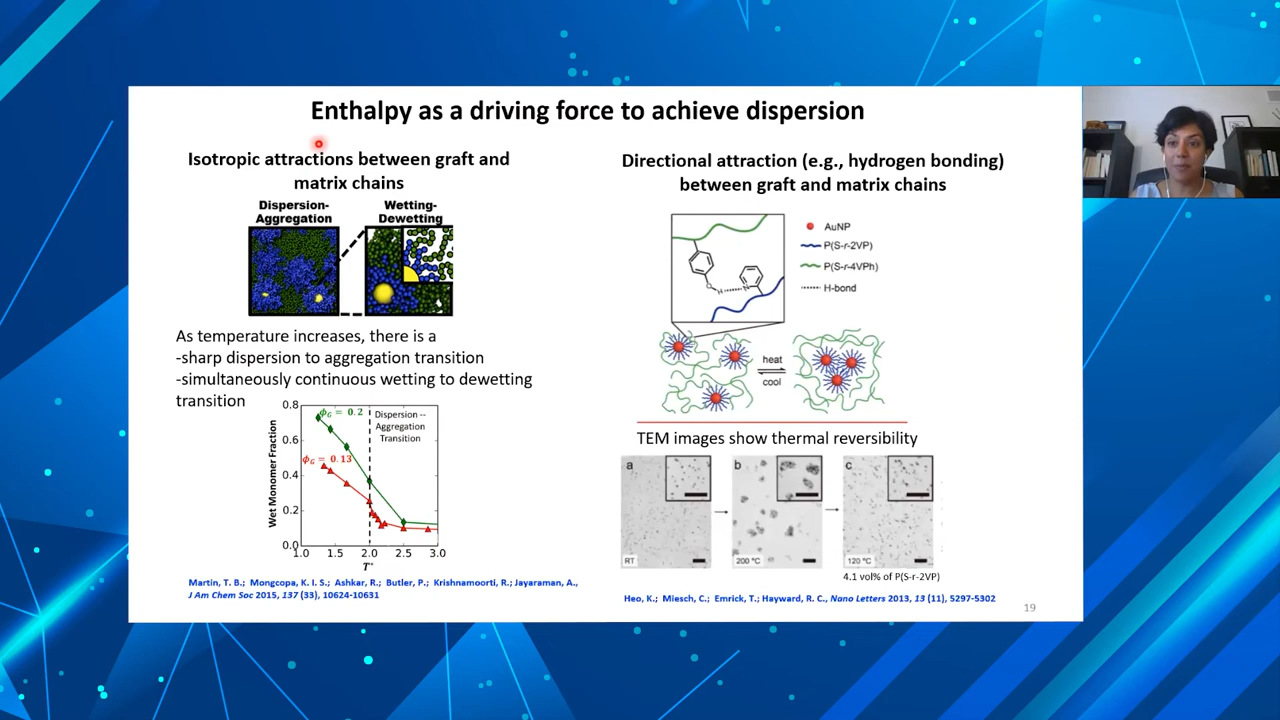 Enthalpy as a driving force to achieve dispersion
Isotropic attractions between graft and
matrix chains
Dispersion-
Aggregation
Wetting-
Dewetting
As temperature increases, there is a
-sharp dispersion to aggregation transition
-simultaneously continuous wetting to dewetting
transition
Wet Monomer Fraction
0.8
0.6
0.4
0.2
0.0
ϕG = 0.2
ϕG = 0.13
Dispersion --
Aggregation
Transition
1.0 1.5 2.0 2.5 3.0
T*
Martin, T. B.; Mongcopa, K. I. S.; Ashkar, R.; Butler, P.; Krishnamoorti, R.; Jayaraman, A.,
J Am Chem Soc 2015, 137 (33), 10624-10631
Directional attraction (e.g., hydrogen bonding)
between graft and matrix chains
O
H
N
AuNP
P(S-r-2VP)
P(S-r-4VPh)
H-bond
heat
cool
TEM images show thermal reversibility
a
RT
b
200 °C
c
120 °C
4.1 vol% of P(S-r-2VP)
Heo, K.; Miesch, C.; Emrick, T.; Hayward, R. C., Nano Letters 2013, 13 (11), 5297-5302
19